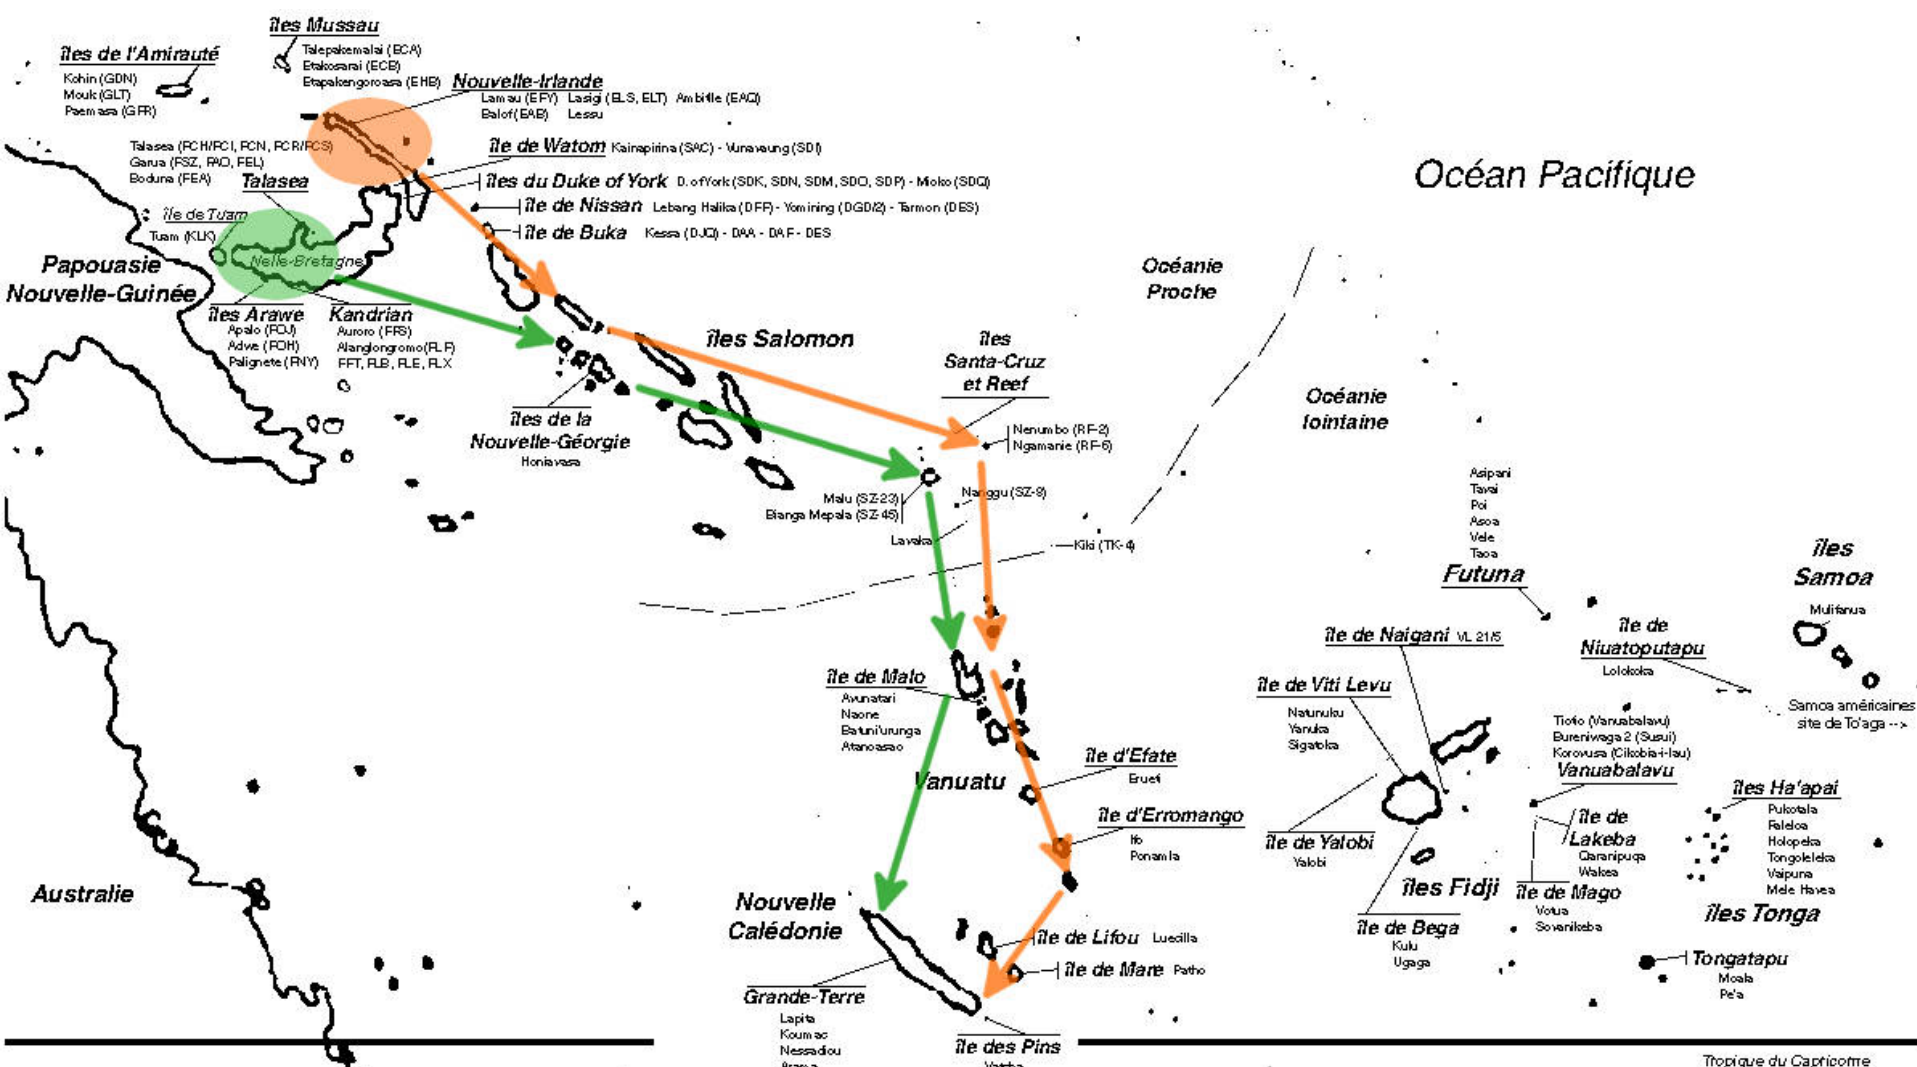 îles Mussau
Talepakemalai (ECA)
Etakosarai (ECB)
Etapakengoroasa (EHB)
îles de l'Amirauté
Kohin (GDN)
Mouk (GLT)
Paemasa (GFR)
Nouvelle-Irlande
Lamau (EFY) Lasigi (ELS, ELT) Ambitle (EAQ)
Balof (EAB) Lessu
Talasea (FCH/FCI, FCN, FCR/FCS)
Garua (FSZ, FAO, FEL)
Boduna (FEA)
Talasea
île de Watom Kainapirina (SAC) - Vunavaung (SDI)
îles du Duke of York D. of York (SDK, SDN, SDM, SDO, SDP) - Mioko (SDQ)
île de Nissan Lebang Halika (DFF) - Yomining (DGD/2) - Tarmon (DES)
île de Buka Kessa (DJQ) - DAA - DAF - DES
île de Tuam
Tuam (KLK)
Nelle-Bretagne
Papouasie
Nouvelle-Guinée
îles Arawe
Apalo (FOJ)
Adwe (FOH)
Palignete (FNY)
Kandrian
Auroro (FFS)
Alanglongromo (FLF)
FFT, FLB, FLE, FLX
Océan Pacifique
Océanie
Proche
Océanie
lointaine
îles Salomon
îles
Santa-Cruz
et Reef
Nenumbo (RF-2)
Ngamanie (RF-6)
îles de la
Nouvelle-Géorgie
Honiavasa
Malu (SZ-23)
Bianga Mepala (SZ-45)
Nanggu (SZ-8)
Lavaka
Kiki (TK-4)
Asipani
Tavai
Poi
Asoa
Vele
Taoa
Futuna
îles
Samoa
Mulifanua
île de Naigani VL 21/5
île de
Niuatoputapu
Lolokoka
Samoa américaines
site de To'aga -->
île de Malo
Avunatari
Naone
Batuni'urunga
Atanoasao
Vanuatu
île d'Efate
Erueti
île d'Erromango
Ifo
Ponamla
île de Viti Levu
Natunuku
Yanuka
Sigatoka
Tiotio (Vanuabalavu)
Bureniwaga 2 (Susui)
Korovusa (Cikobia-i-lau)
Vanuabalavu
île de Yalobi
Yalobi
îles Fidji
île de
Lakeba
Qaranipuqa
Wakea
île de Mago
Votua
Sovanikeba
île de Bega
Kulu
Ugaga
îles Ha'apai
Pukotala
Faleloa
Holopeka
Tongoleleka
Vaipuna
Mele Havea
îles Tonga
Tongatapu
Moala
Pe'a
Australie
Nouvelle
Calédonie
île de Lifou Luecilla
île de Mare Patho
Grande-Terre
Lapita
Koumac
Nessadiou
île des Pins
Tropique du Capricorne